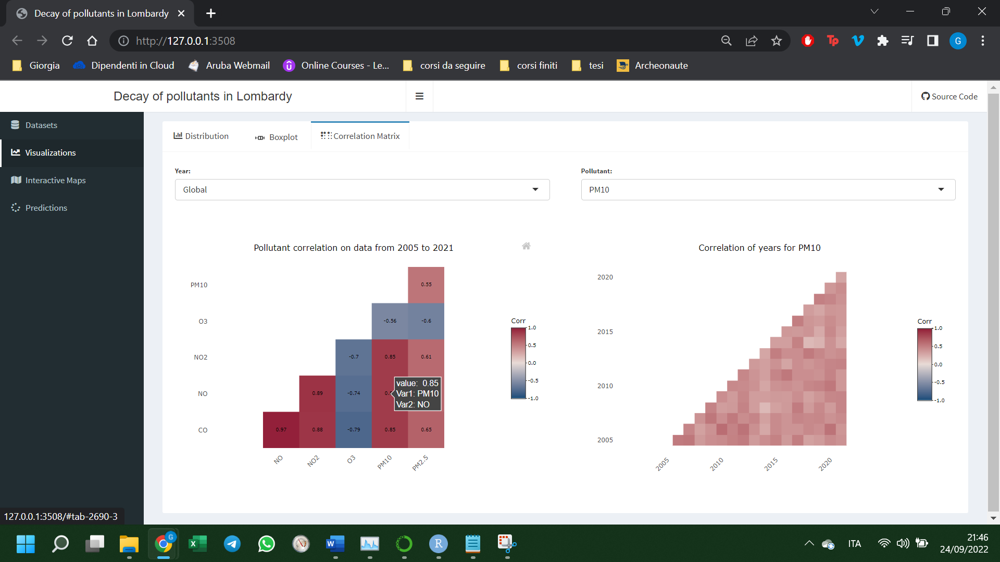 Decay of pollutants in Lombardy
http://127.0.0.1:3508
Tp
G
Giorgia
Dipendenti in Cloud
Aruba Webmail
Online Courses - Le...
corsi da seguire
corsi finiti
tesi
Archeonaute
Decay of pollutants in Lombardy
Source Code
Datasets
Visualizations
Interactive Maps
Predictions
Distribution
Boxplot
Correlation Matrix
Year:
Pollutant:
Global
PM10
Pollutant correlation on data from 2005 to 2021
PM10
0.55
O3
-0.56
-0.6
NO2
-0.7
0.85
0.61
NO
0.89
-0.74
value: 0.85
Var1: PM10
Var2: NO
CO
0.97
0.88
-0.79
0.85
0.65
NO
NO2
O3
PM10
PM2.5
Corr
1.0
0.5
0.0
-0.5
-1.0
Correlation of years for PM10
2020
2015
2010
2005
2005
2010
2015
2020
Corr
1.0
0.5
0.0
-0.5
-1.0
127.0.0.1:3508/#tab-2690-3
G
X
W
R
ITA
21:46
24/09/2022